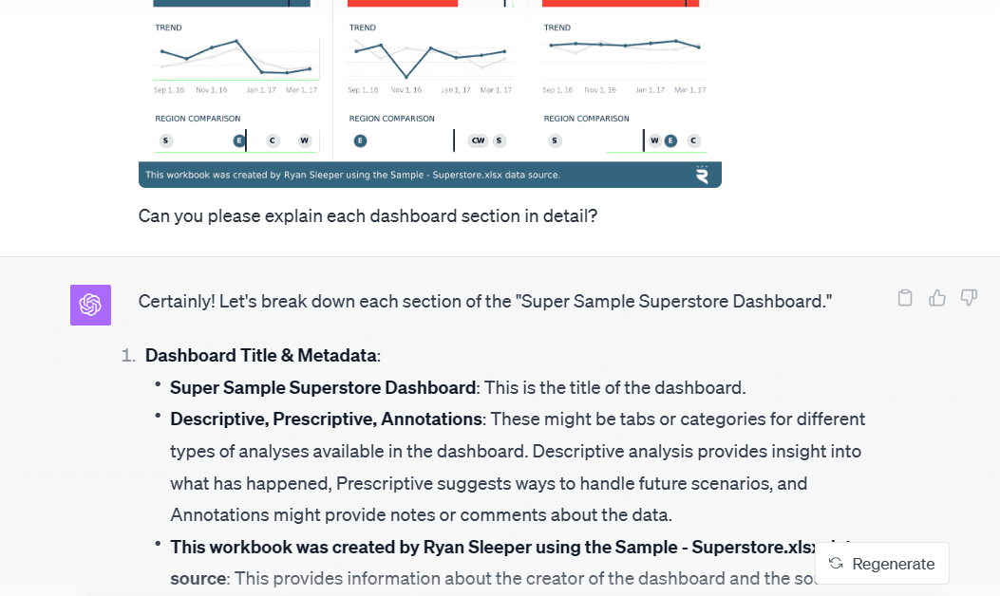 TREND TREND TREND
Sep 1, 16 Nov 1, 16 Jan 1, 17 Mar 1, 17 Sep 1, 16 Nov 1, 16 Jan 1, 17 Mar 1, 17 Sep 1, 16 Nov 1, 16 Jan 1, 17 Mar 1, 17
REGION COMPARISON REGION COMPARISON REGION COMPARISON
S E C W E CW S S W E C
This workbook was created by Ryan Sleeper using the Sample - Superstore.xlsx data source.
Can you please explain each dashboard section in detail?
Certainly! Let's break down each section of the "Super Sample Superstore Dashboard."
1. Dashboard Title & Metadata:
• Super Sample Superstore Dashboard: This is the title of the dashboard.
• Descriptive, Prescriptive, Annotations: These might be tabs or categories for different
types of analyses available in the dashboard. Descriptive analysis provides insight into
what has happened, Prescriptive suggests ways to handle future scenarios, and
Annotations might provide notes or comments about the data.
• This workbook was created by Ryan Sleeper using the Sample - Superstore.xlsx
source: This provides information about the creator of the dashboard and the
Regenerate